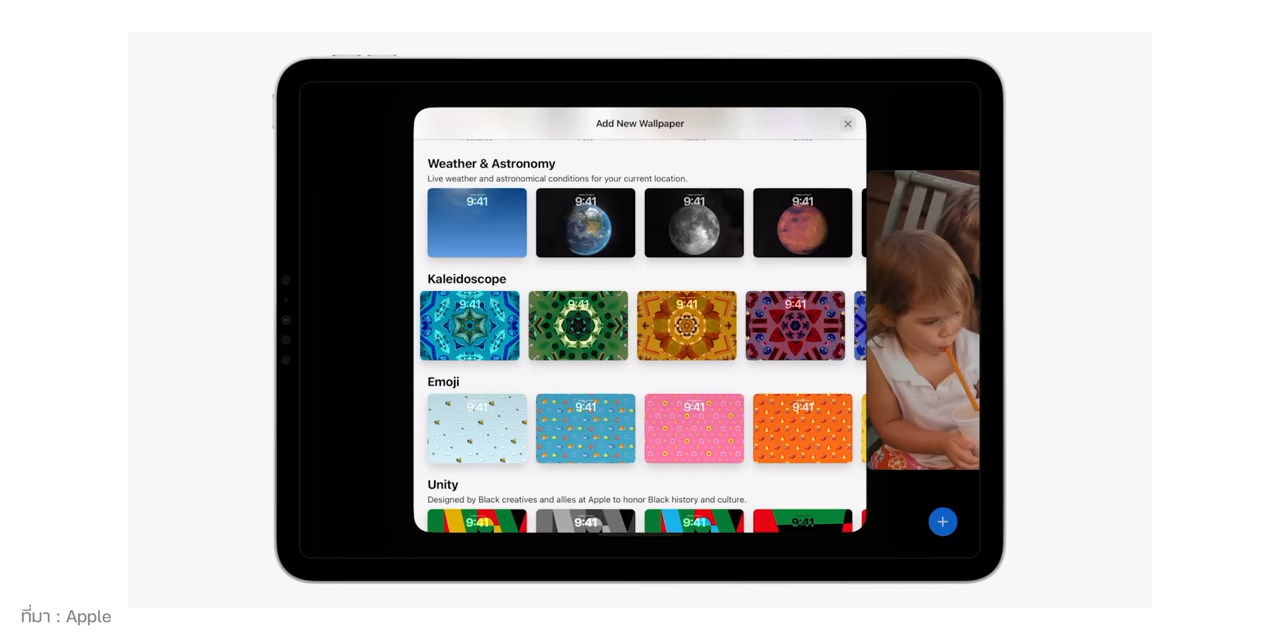 Add New Wallpaper
Weather & Astronomy
Live weather and astronomical conditions for your current location.
9:41
9:41
9:41
9:41
Kaleidoscope
9:41
9:41
9:41
9:41
Emoji
9:41
9:41
9:41
9:41
Unity
Designed by Black creatives and allies at Apple to honor Black history and culture.
9:41
9:41
9:41
9:41
ที่มา : Apple